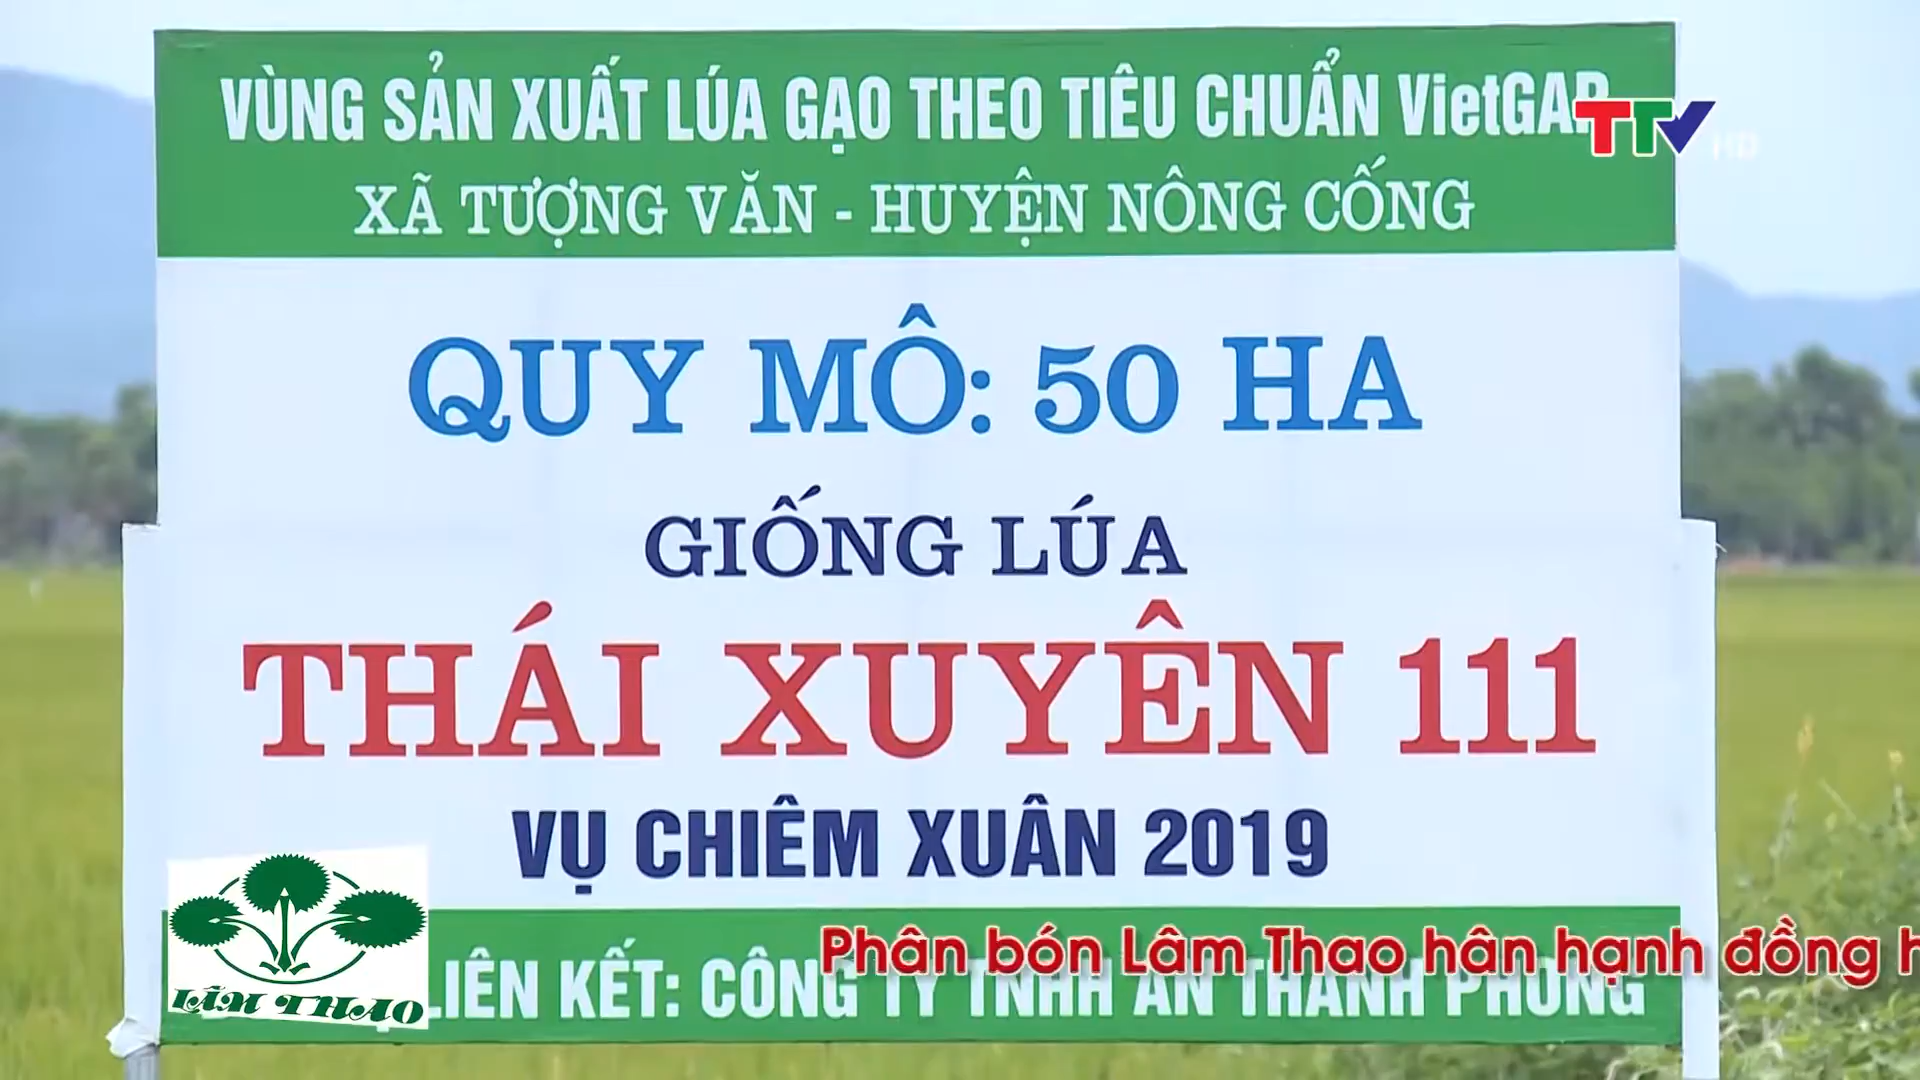 VÙNG SẢN XUẤT LÚA GẠO THEO TIÊU CHUẨN VietGAP
TTV HD
XÃ TƯỢNG VĂN - HUYỆN NÔNG CỐNG
QUY MÔ: 50 HA
GIỐNG LÚA
THÁI XUYÊN 111
VỤ CHIÊM XUÂN 2019
Phân bón Lâm Thao hân hạnh đồng h
LIÊN KẾT: CÔNG TY TNHH AN THÀNH PHONG
LÂM THAO